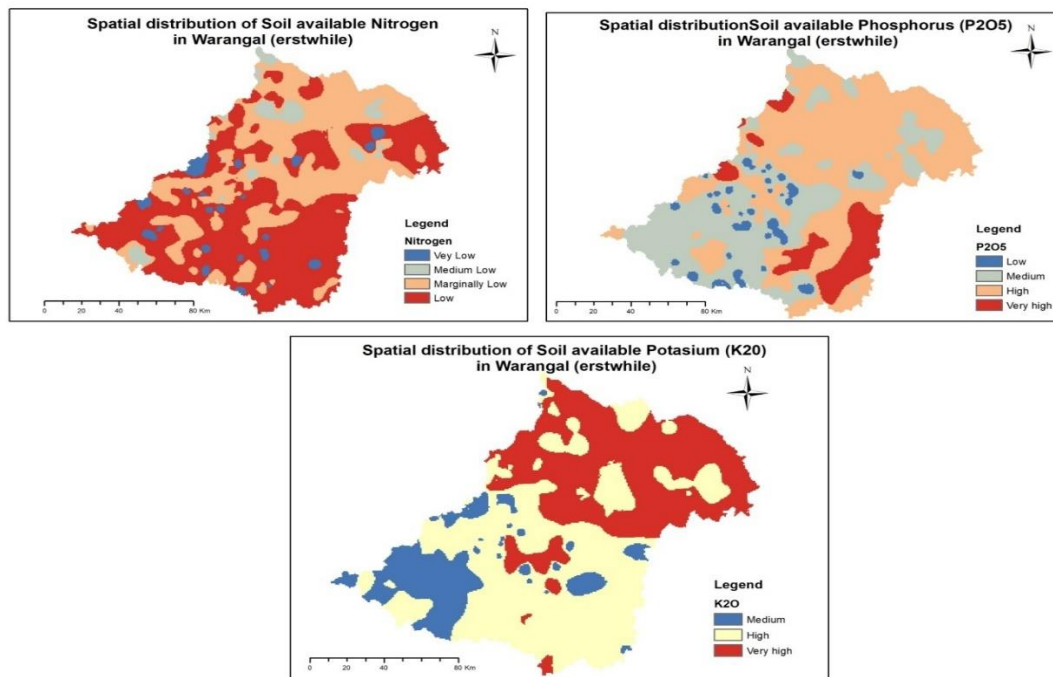 Spatial distribution of Soil available Nitrogen
in Warangal (erstwhile)
N
Legend
Nitrogen
Vey Low
Medium Low
Marginally Low
Low
0 20 40 80 Km
Spatial distributionSoil available Phosphorus (P2O5)
in Warangal (erstwhile)
N
Legend
P2O5
Low
Medium
High
Very high
0 20 40 80 Km
Spatial distribution of Soil available Potasium (K20)
in Warangal (erstwhile)
N
Legend
K2O
Medium
High
Very high
0 20 40 80 Km